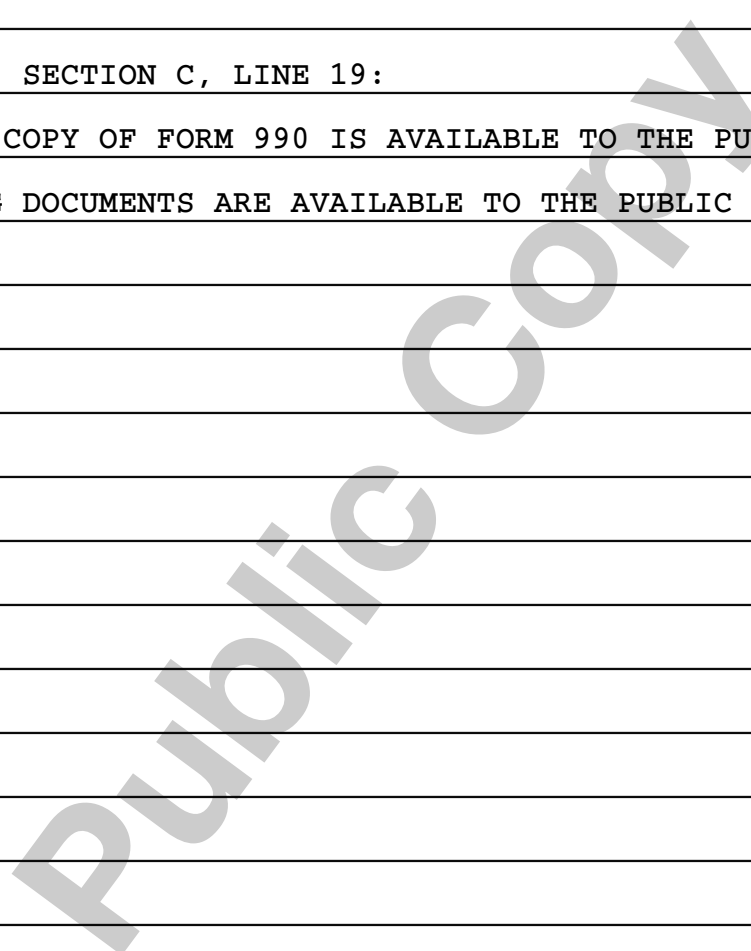 SECTION C, LINE 19:
COPY OF FORM 990 IS AVAILABLE TO THE PU
DOCUMENTS ARE AVAILABLE TO THE PUBLIC
Public Copy